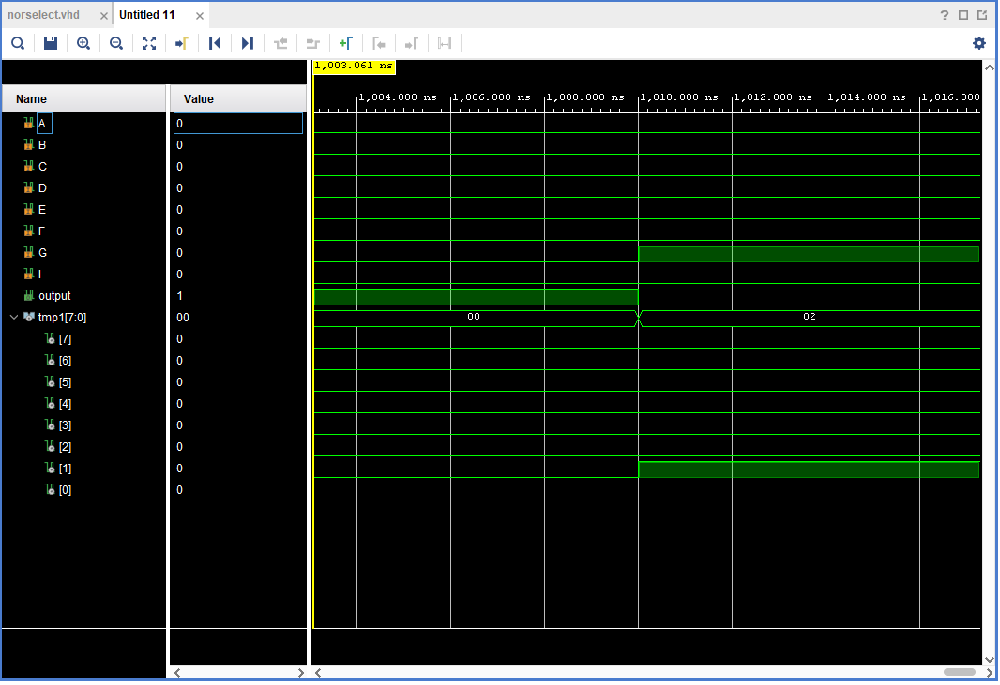 norselect.vhd × Untitled 11 ×
?
1,003.061 ns
Name Value
1,004.000 ns 1,006.000 ns 1,008.000 ns 1,010.000 ns 1,012.000 ns 1,014.000 ns 1,016.000
A 0
B 0
C 0
D 0
E 0
F 0
G 0
I 0
output 1
tmp1[7:0] 00 00 02
[7] 0
[6] 0
[5] 0
[4] 0
[3] 0
[2] 0
[1] 0
[0] 0